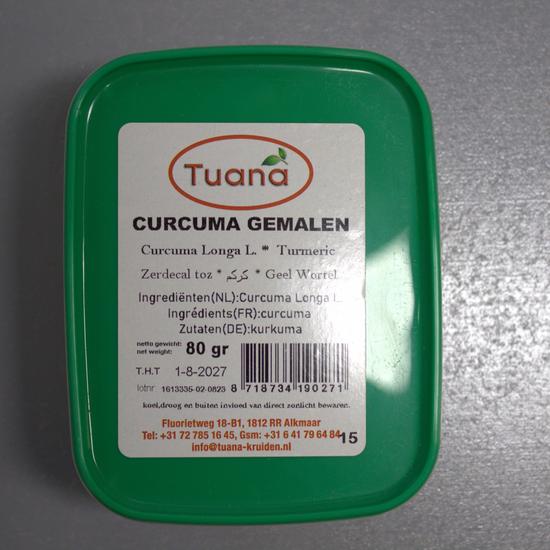 Tuana
CURCUMA GEMALEN
Curcuma Longa L. * Turmeric
Zerdecal toz * كركم * Geel Worrel
Ingrediënten(NL):Curcuma Longa L.
Ingrédients(FR):curcuma
Zutaten(DE):kurkuma
netto gewicht:
net weight: 80 gr
T.H.T 1-8-2027
lotnr 1613335-02-0823
8 718734 190271
koel,droog en buiten invloed van direct zonlicht bewaren.
Fluorietweg 18-B1, 1812 RR Alkmaar
Tel: +31 72 785 16 45, Gsm: +31 6 41 79 64 84
15
info@tuana-kruiden.nl